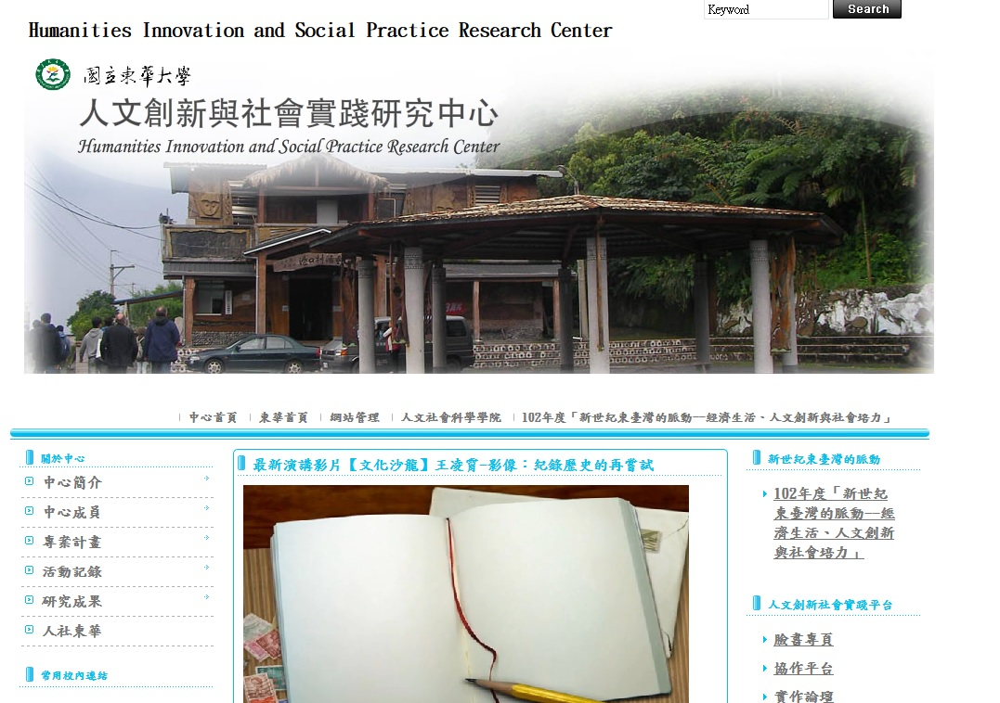 Keyword
Search
Humanities Innovation and Social Practice Research Center
國立東華大學
人文創新與社會實踐研究中心
Humanities Innovation and Social Practice Research Center
中心首頁
東華首頁
網站管理
人文社會科學學院
102年度「新世紀東臺灣的脈動--經濟生活、人文創新與社會培力」
關於中心
中心簡介
中心成員
專案計畫
活動記錄
研究成果
人社東華
常用校內連結
最新演講影片【文化沙龍】王凌霄-影像：紀錄歷史的再嘗試
新世紀東臺灣的脈動
102年度「新世紀
東臺灣的脈動--經
濟生活、人文創新
與社會培力」
人文創新社會實踐平台
臉書專頁
協作平台
實作論壇